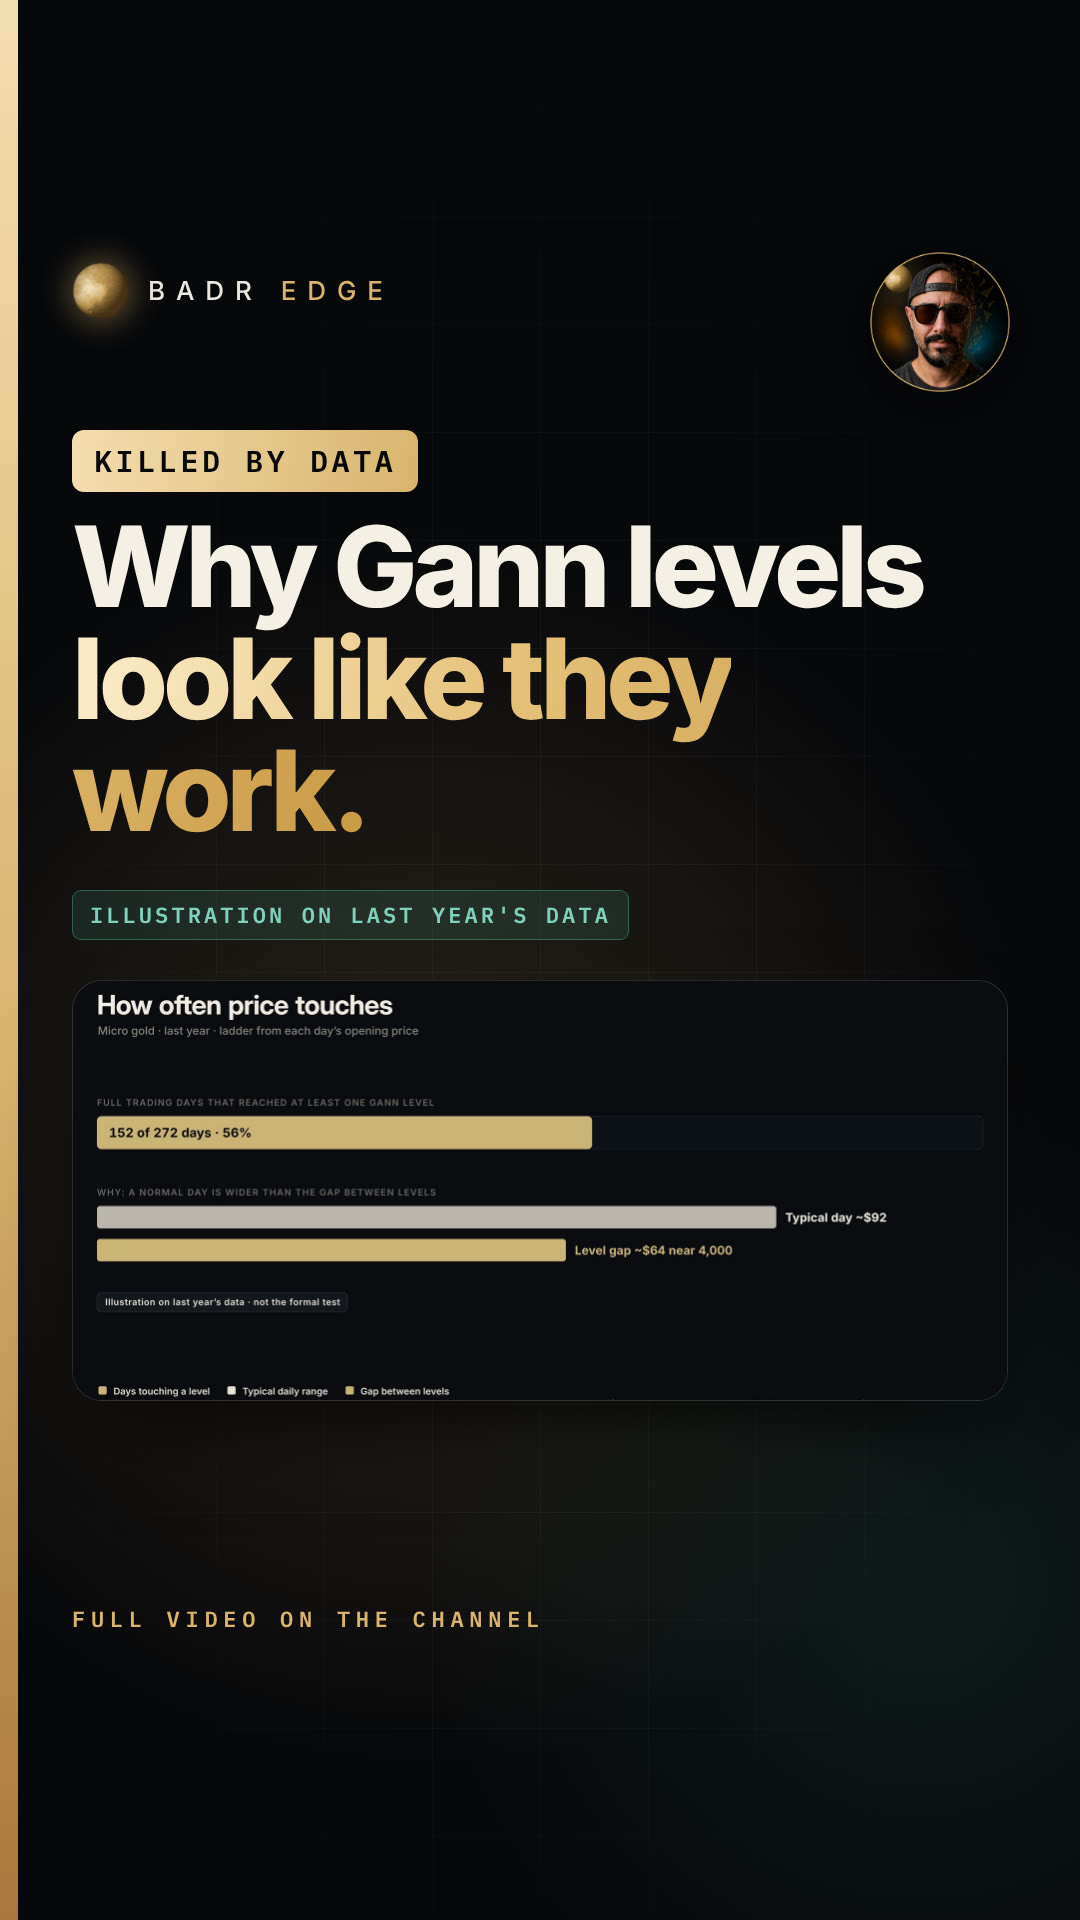 BADR EDGE
KILLED BY DATA
Why Gann levels
look like they
work.
ILLUSTRATION ON LAST YEAR'S DATA
How often price touches
Micro gold · last year · ladder from each day's opening price
FULL TRADING DAYS THAT REACHED AT LEAST ONE GANN LEVEL
152 of 272 days · 56%
WHY: A NORMAL DAY IS WIDER THAN THE GAP BETWEEN LEVELS
Typical day ~$92
Level gap ~$64 near 4,000
Illustration on last year's data · not the formal test
Days touching a level Typical daily range Gap between levels
FULL VIDEO ON THE CHANNEL